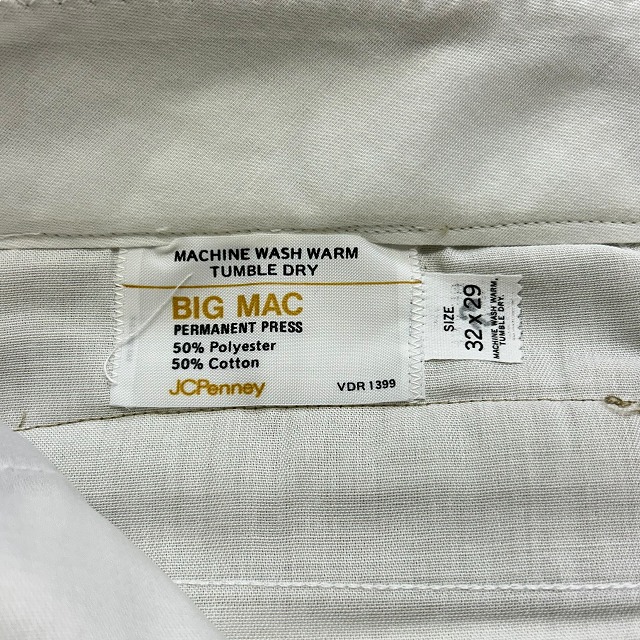 MACHINE WASH WARM
TUMBLE DRY
BIG MAC
PERMANENT PRESS
50% Polyester
50% Cotton
JCPenney
VDR 1399
SIZE
32 X 29
MACHINE WASH WARM,
TUMBLE DRY.